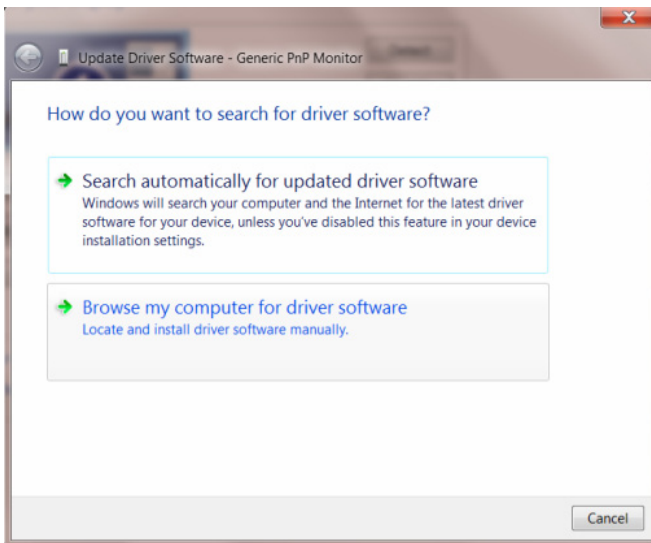 Update Driver Software - Generic PnP Monitor
How do you want to search for driver software?
Search automatically for updated driver software
Windows will search your computer and the Internet for the latest driver
software for your device, unless you've disabled this feature in your device
installation settings.
Browse my computer for driver software
Locate and install driver software manually.
Cancel